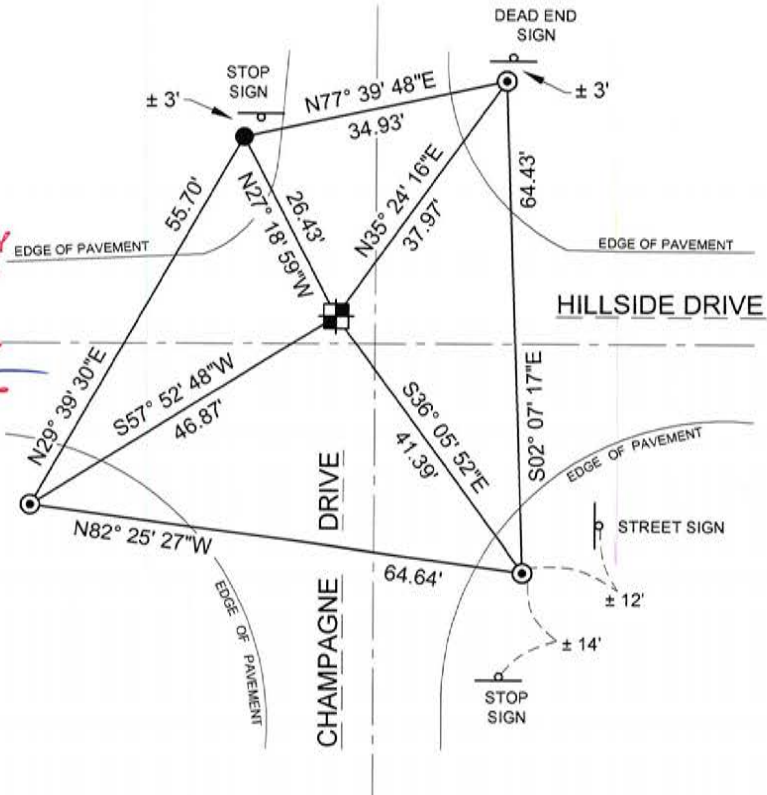 DEAD END
SIGN
STOP
SIGN
± 3'
± 3'
N77° 39' 48"E
34.93'
55.70'
N27° 18' 59"W
26.43'
N35° 24' 16"E
37.97'
64.43'
EDGE OF PAVEMENT
EDGE OF PAVEMENT
HILLSIDE DRIVE
N29° 39' 30"E
S57° 52' 48"W
46.87'
S36° 05' 52"E
41.39'
S02° 07' 17"E
EDGE OF PAVEMENT
STREET SIGN
N82° 25' 27"W
64.64'
± 12'
± 14'
EDGE OF PAVEMENT
CHAMPAGNE DRIVE
STOP
SIGN